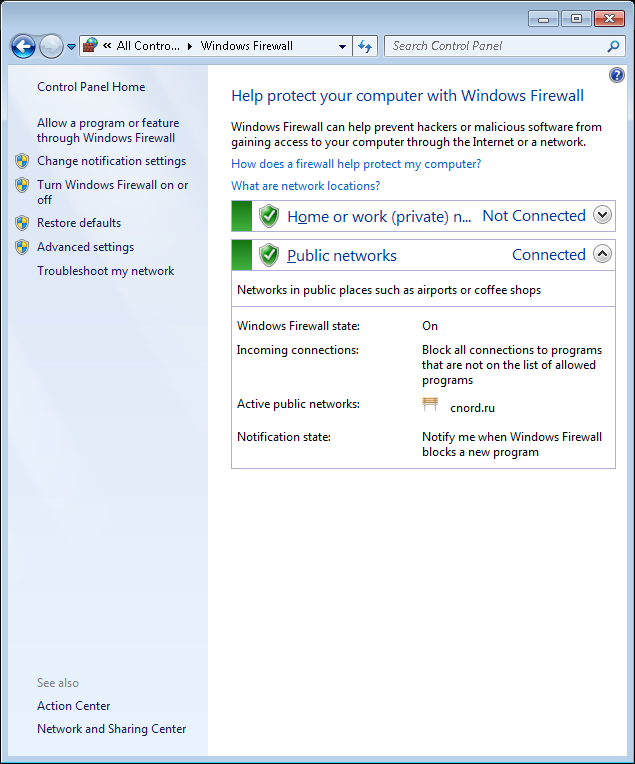 « All Contro... ▸ Windows Firewall
Search Control Panel
Control Panel Home
Allow a program or feature
through Windows Firewall
Change notification settings
Turn Windows Firewall on or
off
Restore defaults
Advanced settings
Troubleshoot my network
See also
Action Center
Network and Sharing Center
Help protect your computer with Windows Firewall
Windows Firewall can help prevent hackers or malicious software from
gaining access to your computer through the Internet or a network.
How does a firewall help protect my computer?
What are network locations?
Home or work (private) n... Not Connected
Public networks Connected
Networks in public places such as airports or coffee shops
Windows Firewall state: On
Incoming connections: Block all connections to programs
that are not on the list of allowed
programs
Active public networks: cnord.ru
Notification state: Notify me when Windows Firewall
blocks a new program